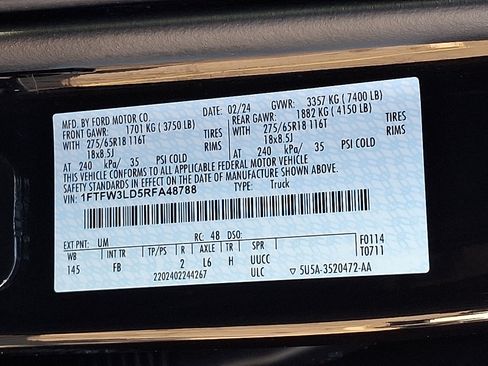 MFD. BY FORD MOTOR CO.
DATE: 02/24 GVWR: 3357 KG ( 7400 LB)
FRONT GAWR: 1701 KG ( 3750 LB) REAR GAWR: 1882 KG ( 4150 LB)
WITH 275/65R18 116T TIRES WITH 275/65R18 116T TIRES
18x8.5J RIMS 18x8.5J RIMS
AT 240 kPa/ 35 PSI COLD AT 240 kPa/ 35 PSI COLD
THIS VEHICLE CONFORMS TO ALL APPLICABLE FEDERAL MOTOR VEHICLE
SAFETY STANDARDS IN EFFECT ON THE DATE OF MANUFACTURE SHOWN ABOVE.
VIN: 1FTFW3LD5RFA48788 TYPE: Truck
EXT PNT: UM RC: 48 DSO: F0114
WB INT TR TP/PS R AXLE TR SPR T0711
145 FB 2 L6 H UUCC
2202402244267 ULC 5U5A-3520472-AA